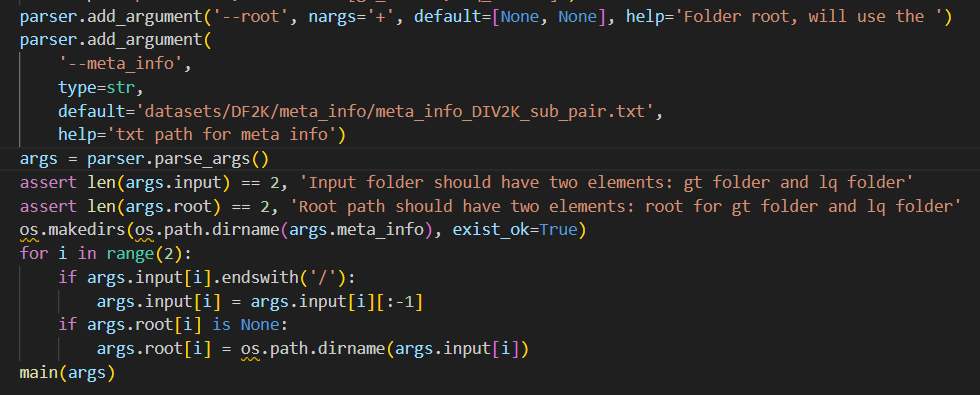 parser.add_argument('--root', nargs='+', default=[None, None], help='Folder root, will use the ')
parser.add_argument(
    '--meta_info',
    type=str,
    default='datasets/DF2K/meta_info/meta_info_DIV2K_sub_pair.txt',
    help='txt path for meta info')
args = parser.parse_args()
assert len(args.input) == 2, 'Input folder should have two elements: gt folder and lq folder'
assert len(args.root) == 2, 'Root path should have two elements: root for gt folder and lq folder'
os.makedirs(os.path.dirname(args.meta_info), exist_ok=True)
for i in range(2):
    if args.input[i].endswith('/'):
        args.input[i] = args.input[i][:-1]
    if args.root[i] is None:
        args.root[i] = os.path.dirname(args.input[i])
main(args)